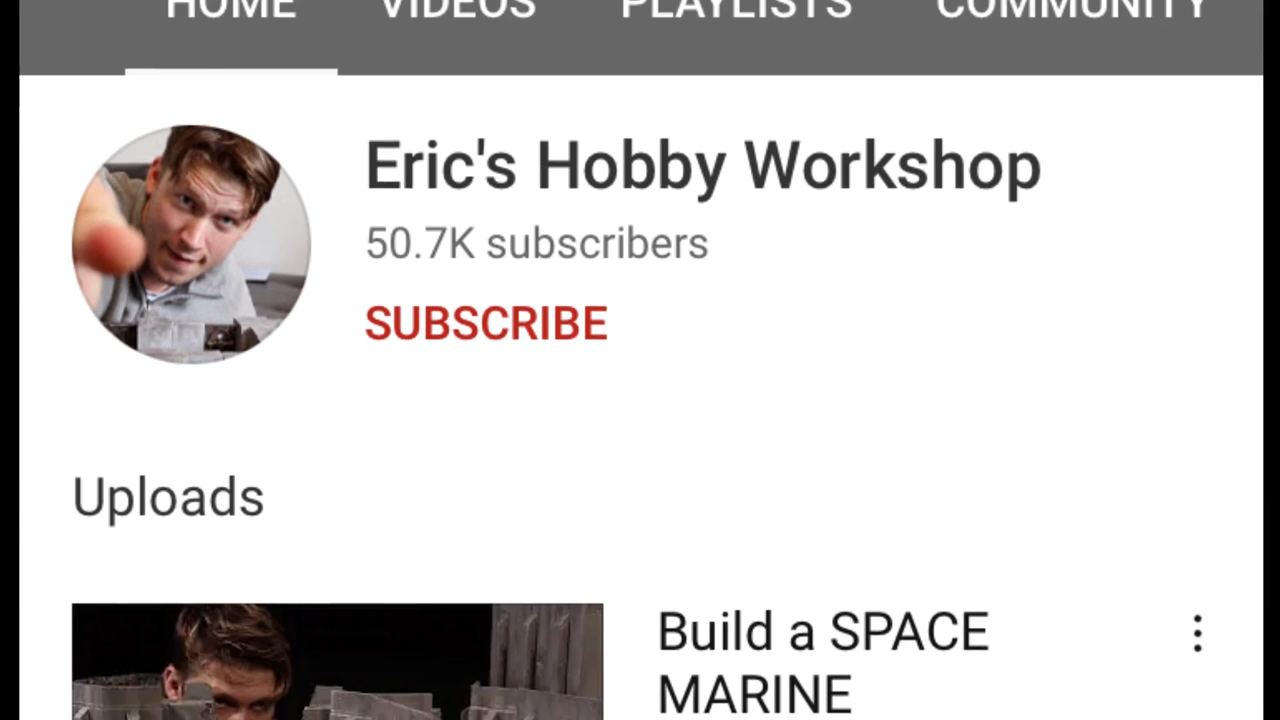 HOME VIDEOS PLAYLISTS COMMUNITY
Eric's Hobby Workshop
50.7K subscribers
SUBSCRIBE
Uploads
Build a SPACE
MARINE